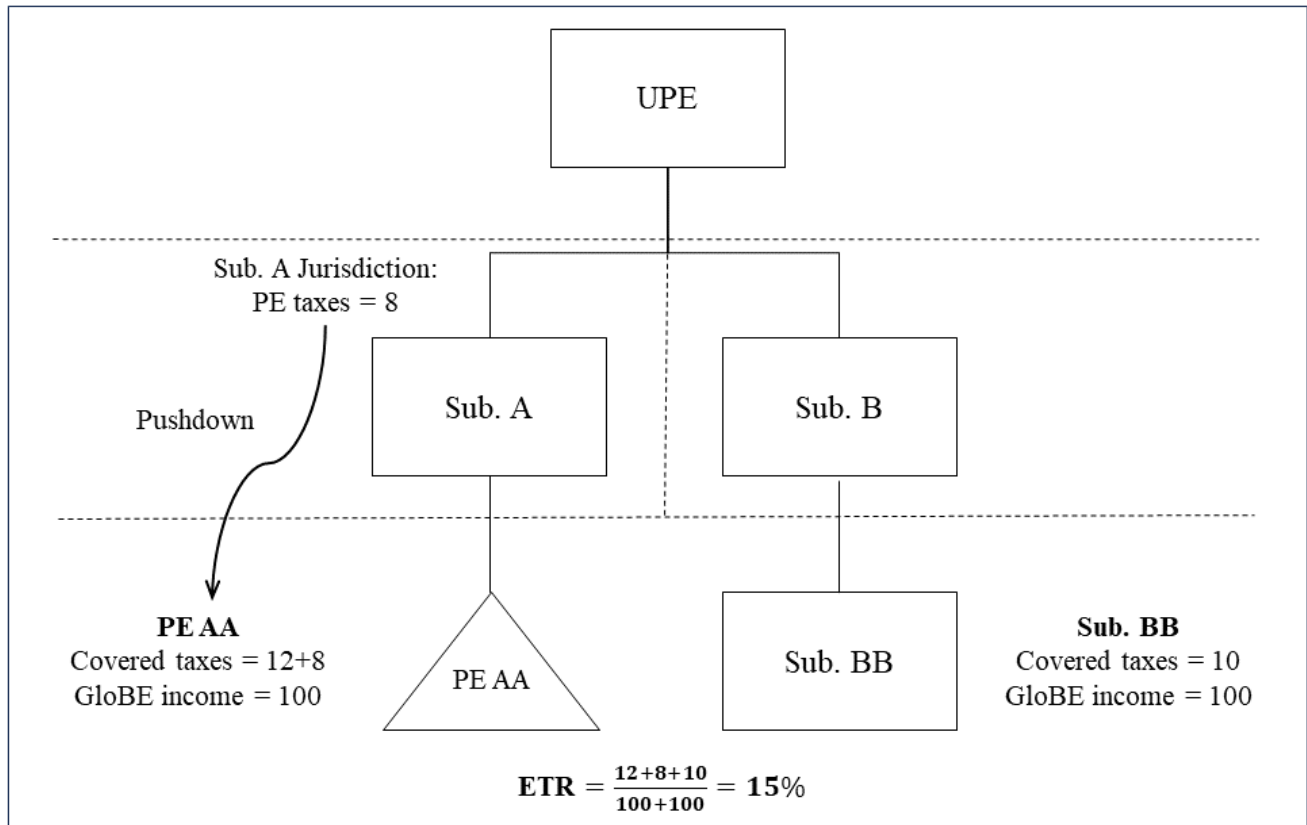 UPE
Sub. A Jurisdiction:
PE taxes = 8
Sub. A
Sub. B
Pushdown
PE AA
Covered taxes = 12+8
GloBE income = 100
PE AA
Sub. BB
Sub. BB
Covered taxes = 10
GloBE income = 100
ETR = 12+8+10 / 100+100 = 15%